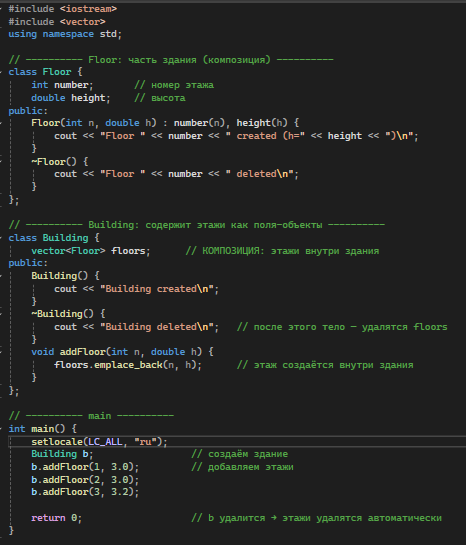 #include <iostream>
#include <vector>
using namespace std;
// ---------- Floor: часть здания (композиция) ----------
class Floor {
int number; // номер этажа
double height; // высота
public:
Floor(int n, double h) : number(n), height(h) {
cout << "Floor " << number << " created (h=" << height << ")\n";
}
~Floor() {
cout << "Floor " << number << " deleted\n";
}
};
// ---------- Building: содержит этажи как поля-объекты ----------
class Building {
vector<Floor> floors; // КОМПОЗИЦИЯ: этажи внутри здания
public:
Building() {
cout << "Building created\n";
}
~Building() {
cout << "Building deleted\n"; // после этого тело — удалятся floors
}
void addFloor(int n, double h) {
floors.emplace_back(n, h); // этаж создаётся внутри здания
}
};
// ---------- main ----------
int main() {
setlocale(LC_ALL, "ru");
Building b; // создаём здание
b.addFloor(1, 3.0); // добавляем этажи
b.addFloor(2, 3.0);
b.addFloor(3, 3.2);
return 0; // b удалится → этажи удалятся автоматически
}